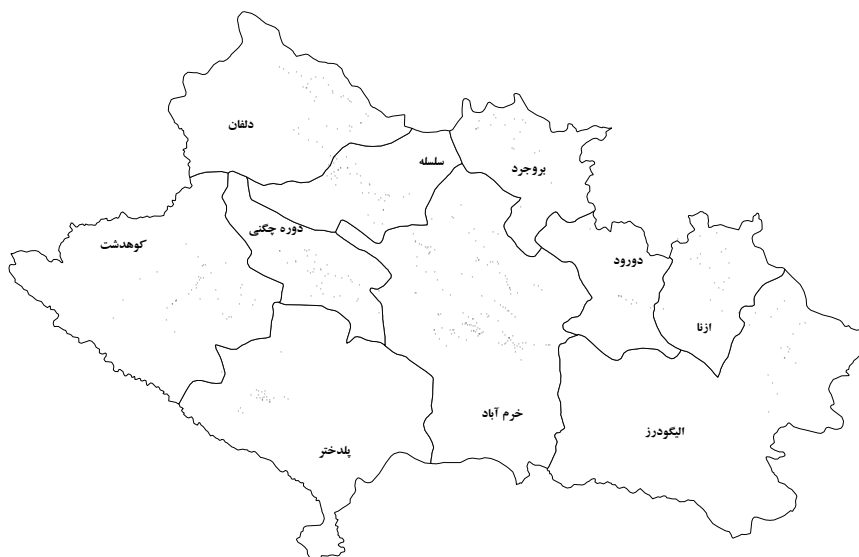 دلفان
سلسله
بروجرد
دوره چگنی
کوهدشت
دورود
ازنا
خرم آباد
الیگودرز
پلدختر